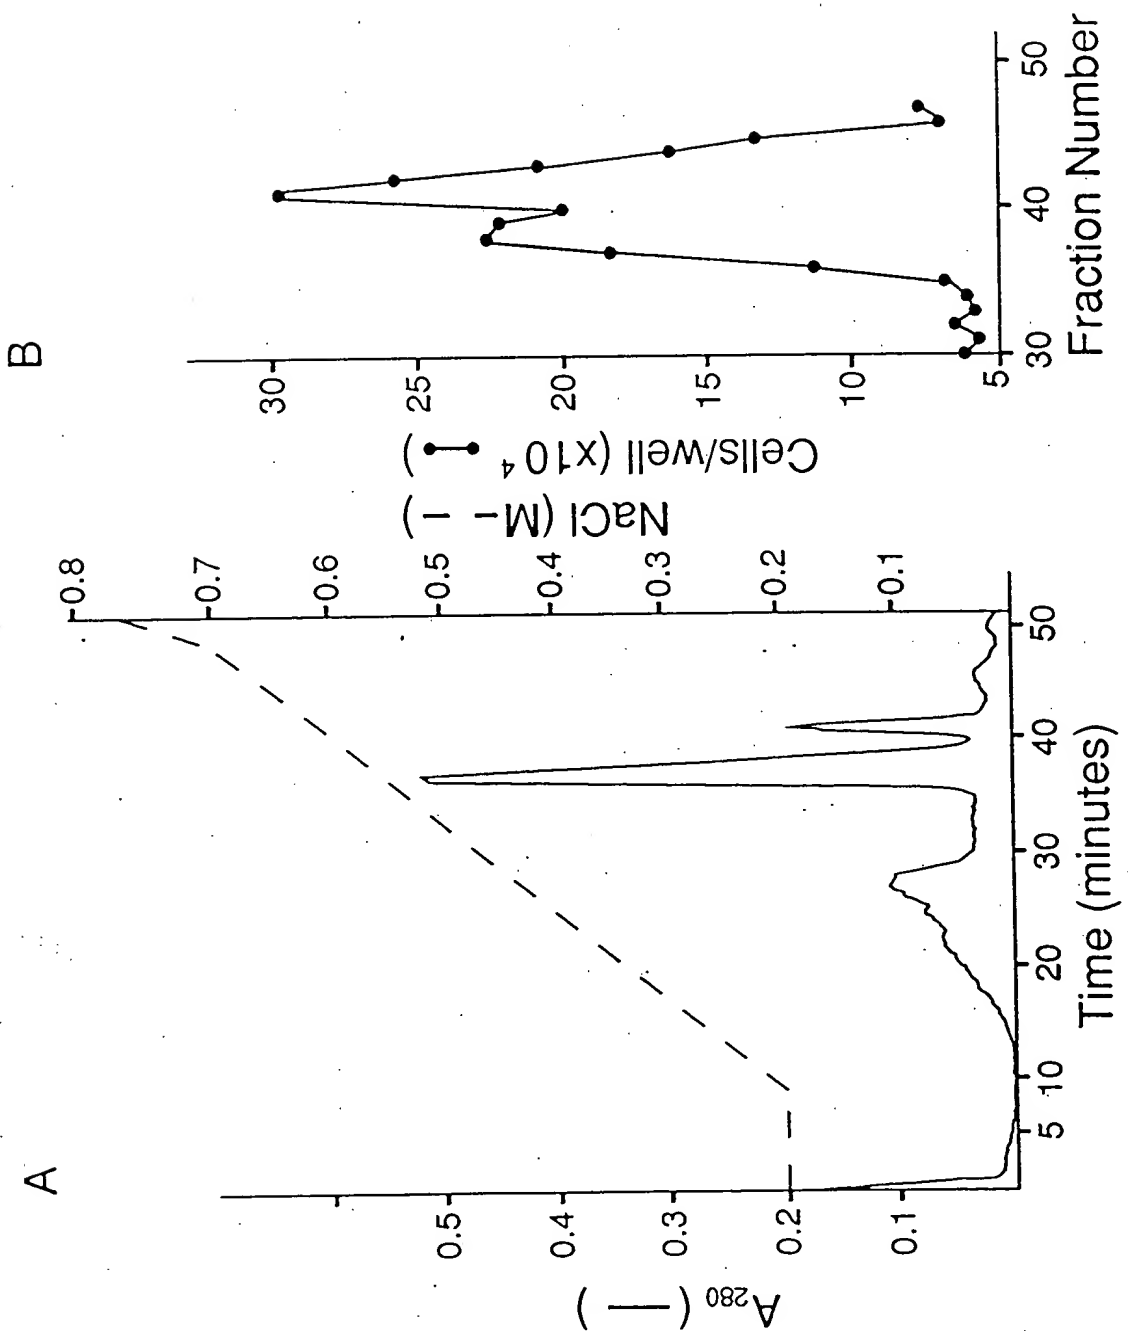 A
A280 ( — )
0.5
0.4
0.3
0.2
0.1
0.8
0.7
0.6
0.5
0.4
0.3
0.2
0.1
NaCl (M– – )
5 10 20 30 40 50
Time (minutes)
B
Cells/well (x10 4 ●–● )
30
25
20
15
10
5
30 40 50
Fraction Number